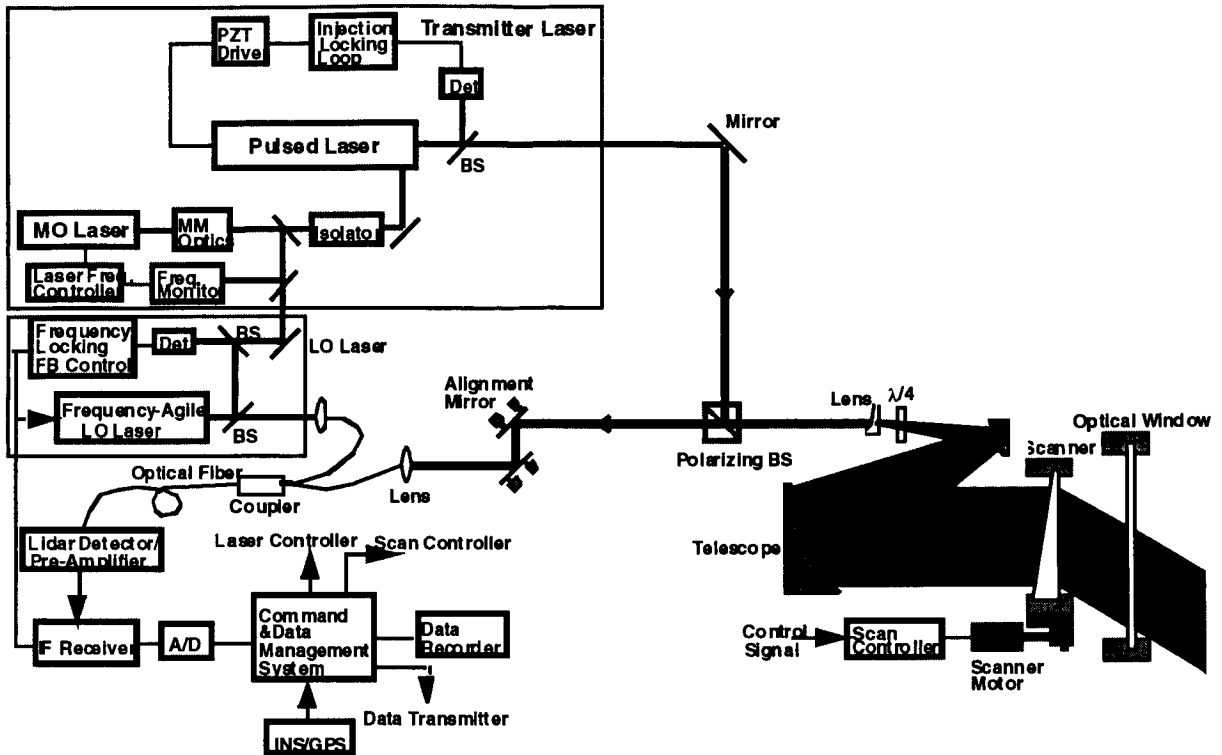 Transmitter Laser
PZT
Drive
Injection
Locking
Loop
Det
Pulsed Laser
BS
Mirror
MO Laser
MM
Optics
Isolator
Laser Freq.
Controller
Freq.
Monitor
Frequency
Locking
FB Control
Det
BS
LO Laser
Frequency-Agile
LO Laser
BS
Alignment
Mirror
Lens
λ/4
Polarizing BS
Optical Window
Scanner
Optical Fiber
Coupler
Lens
Telescope
Lidar Detector/
Pre-Amplifier
Laser Controller
Scan Controller
IF Receiver
A/D
Command
&Data
Management
System
Data
Recorder
Control
Signal
Scan
Controller
Scanner
Motor
Data Transmitter
INS/GPS